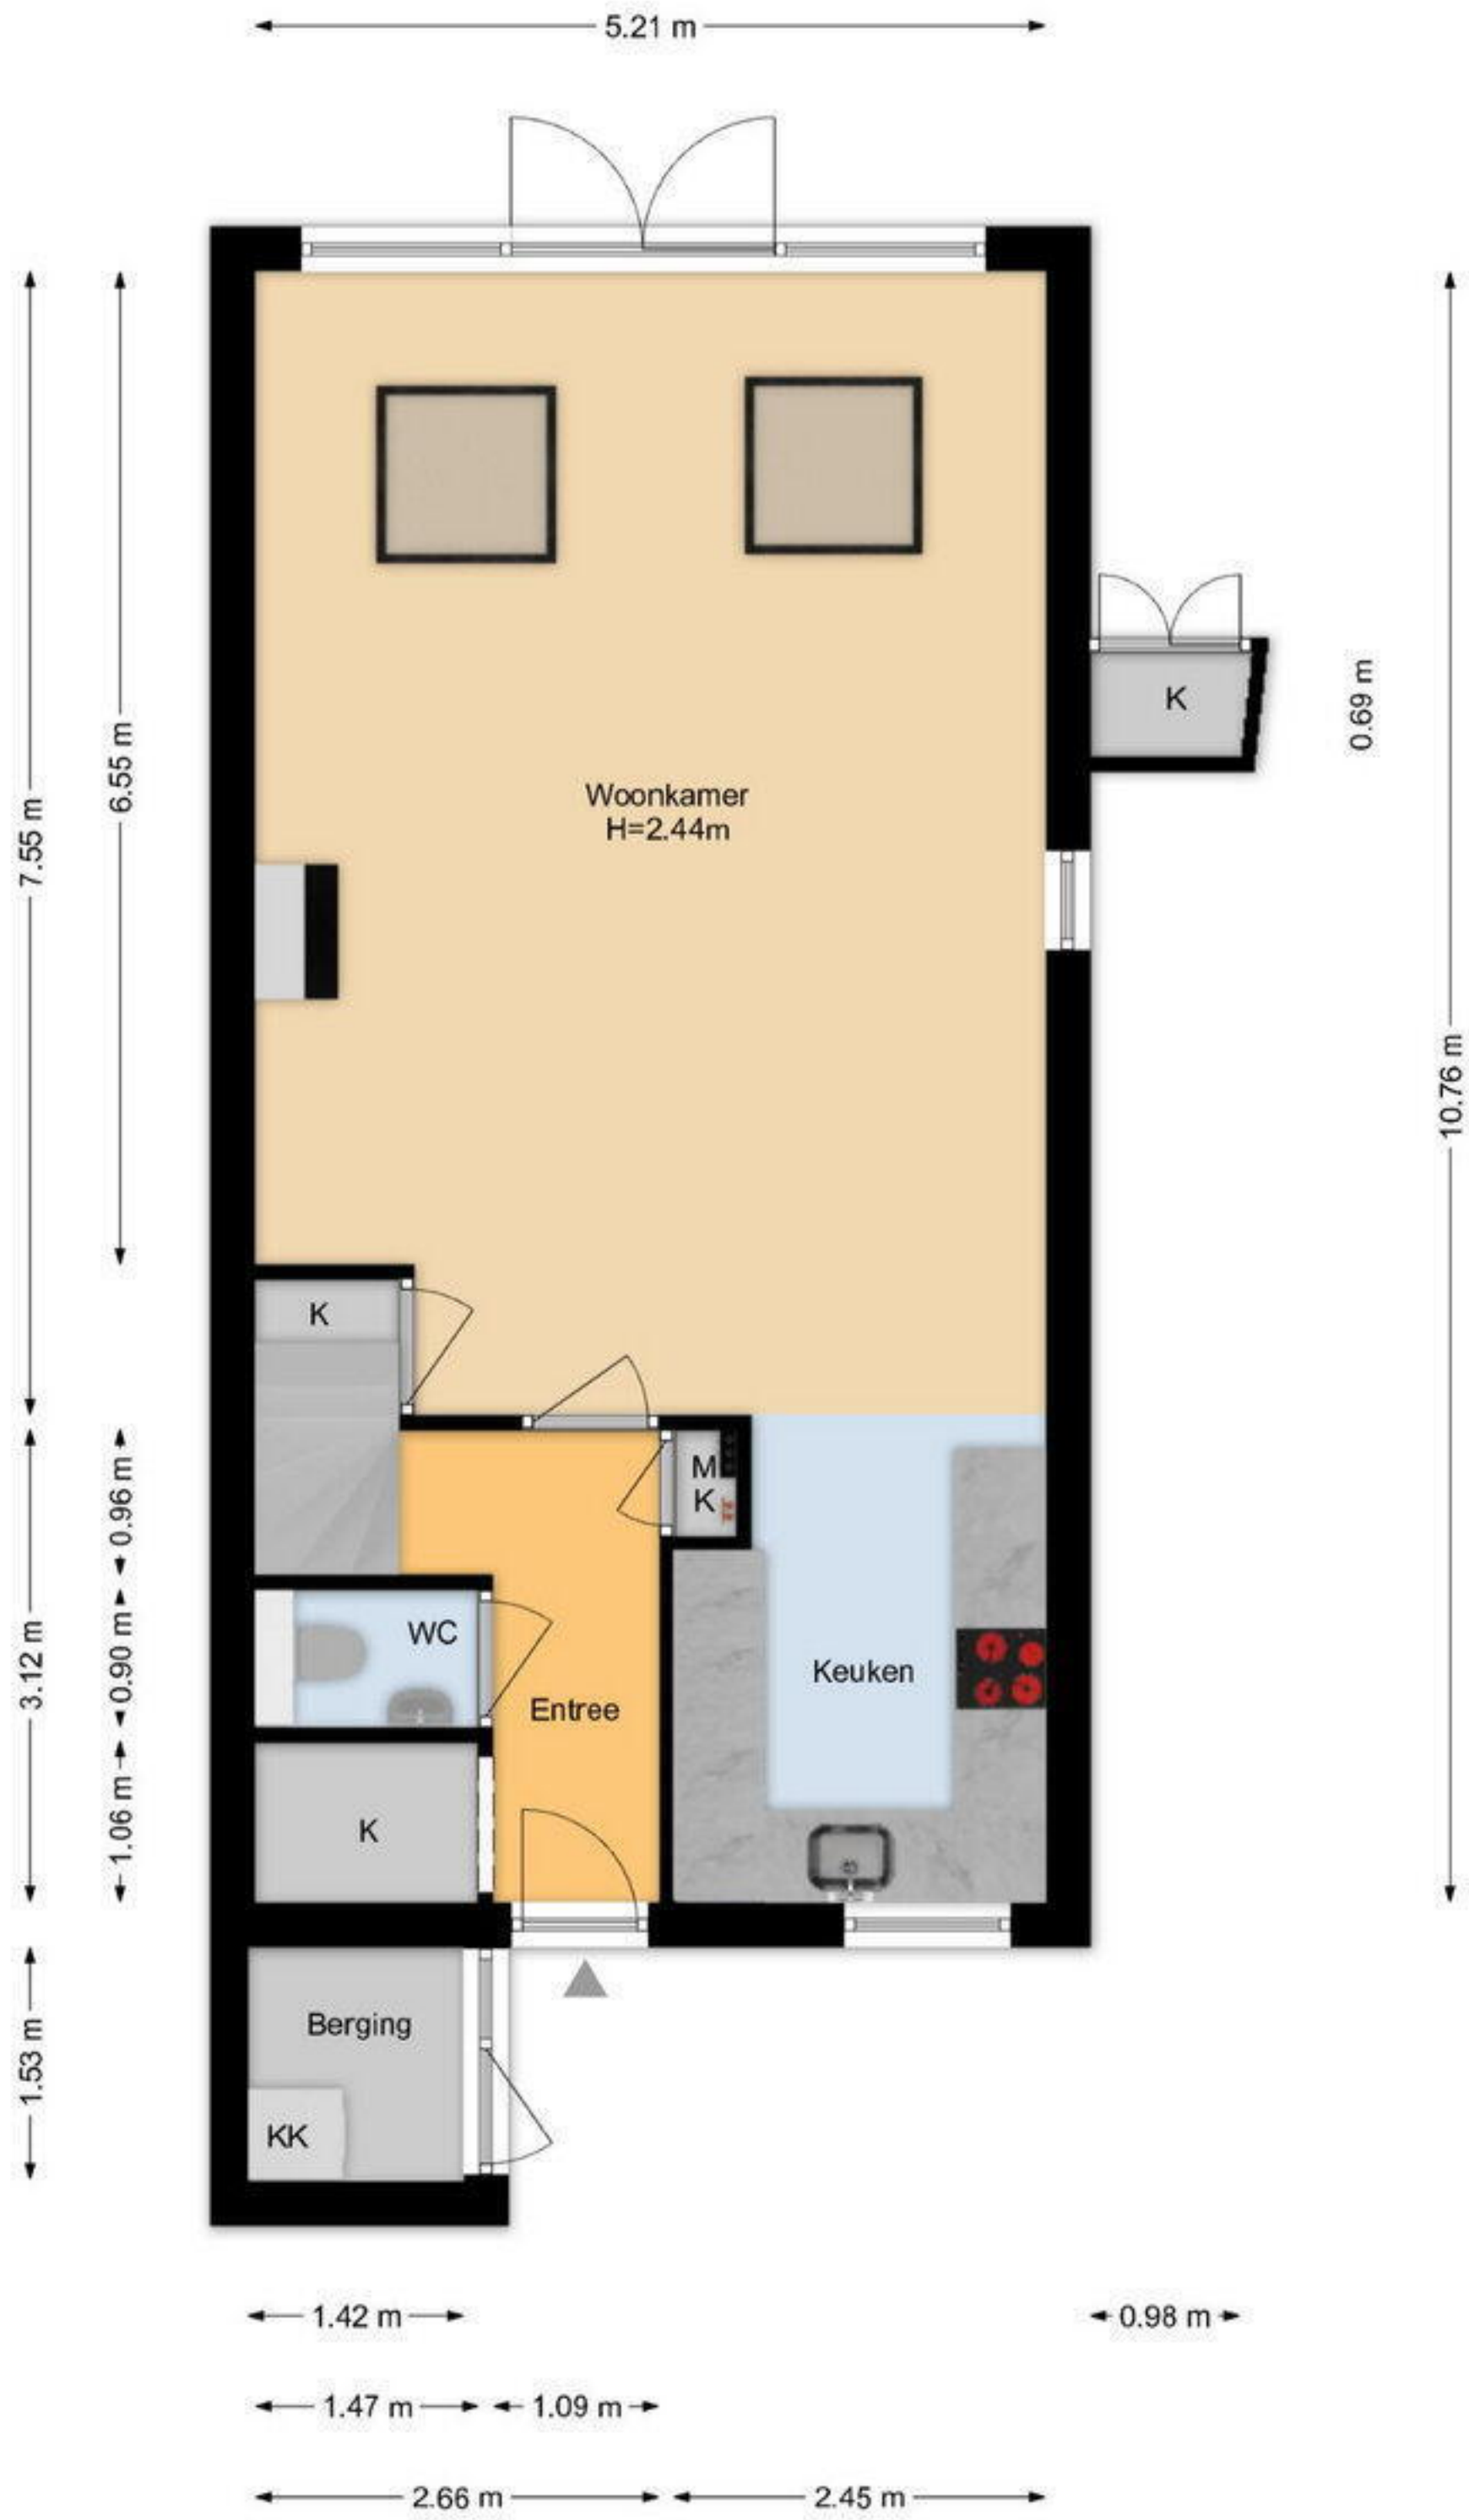 5.21 m
7.55 m
6.55 m
K
0.69 m
Woonkamer
H=2.44m
10.76 m
K
M
K
0.96 m
WC
Keuken
3.12 m
0.90 m
Entree
K
1.06 m
Berging
1.53 m
KK
1.42 m
0.98 m
1.47 m
1.09 m
2.66 m
2.45 m